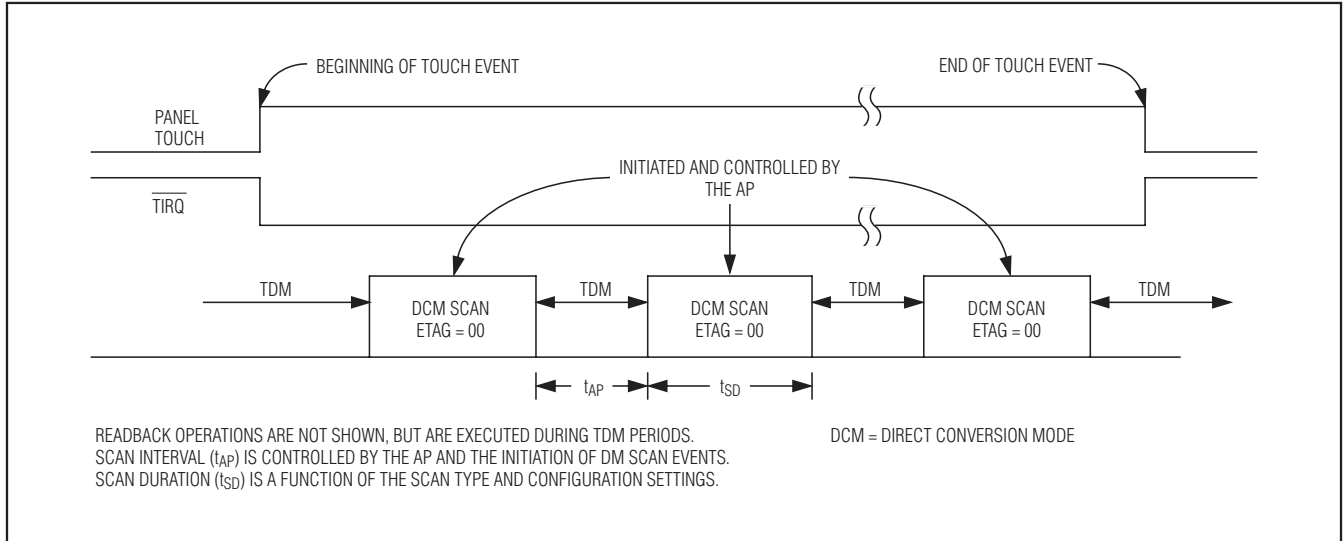 BEGINNING OF TOUCH EVENT
END OF TOUCH EVENT
PANEL
TOUCH
INITIATED AND CONTROLLED BY
THE AP
TIRQ
TDM
TDM
TDM
TDM
DCM SCAN
ETAG = 00
DCM SCAN
ETAG = 00
DCM SCAN
ETAG = 00
tAP
tSD
READBACK OPERATIONS ARE NOT SHOWN, BUT ARE EXECUTED DURING TDM PERIODS.
DCM = DIRECT CONVERSION MODE
SCAN INTERVAL (tAP) IS CONTROLLED BY THE AP AND THE INITIATION OF DM SCAN EVENTS.
SCAN DURATION (tSD) IS A FUNCTION OF THE SCAN TYPE AND CONFIGURATION SETTINGS.